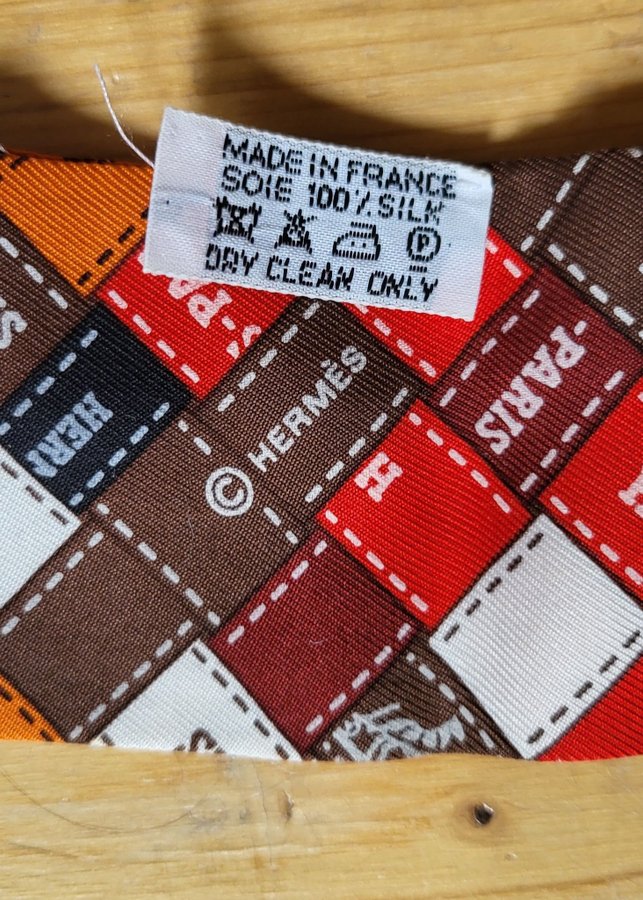 MADE IN FRANCE
SOIE 100% SILK
P
DRY CLEAN ONLY
HERMÈS
©
PARIS
H